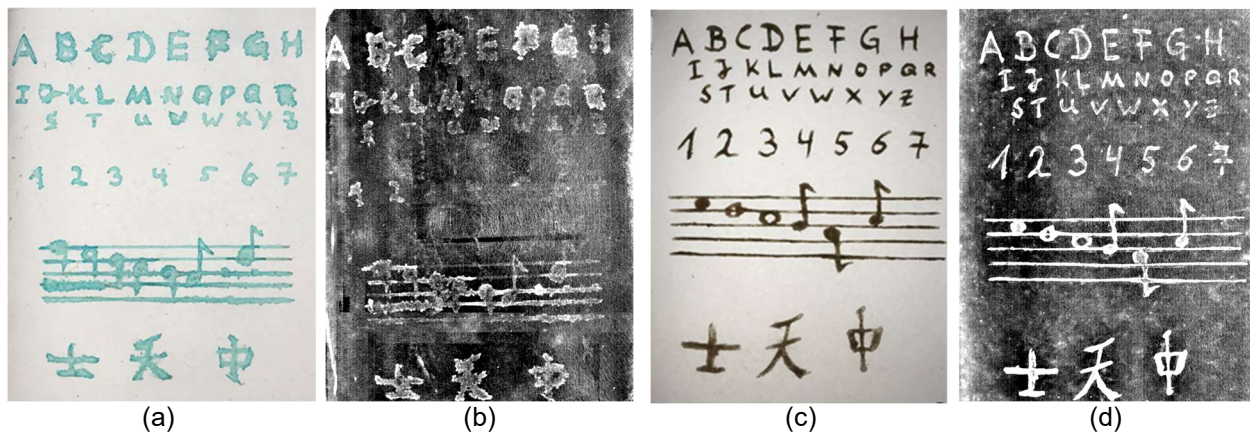 A B C D E F G H
I J K L M N O P Q R
S T U V W X Y Z
1 2 3 4 5 6 7
士 天 中
(a)
A B C D E F G H
I J K L M N O P Q R
1 2
士 天 中
(b)
A B C D E F G H
I J K L M N O P Q R
S T U V W X Y Z
1 2 3 4 5 6 7
士 天 中
(c)
A B C D E F G H
I J K L M N O P Q R
S T U V W X Y Z
1 2 3 4 5 6 7
士 天 中
(d)